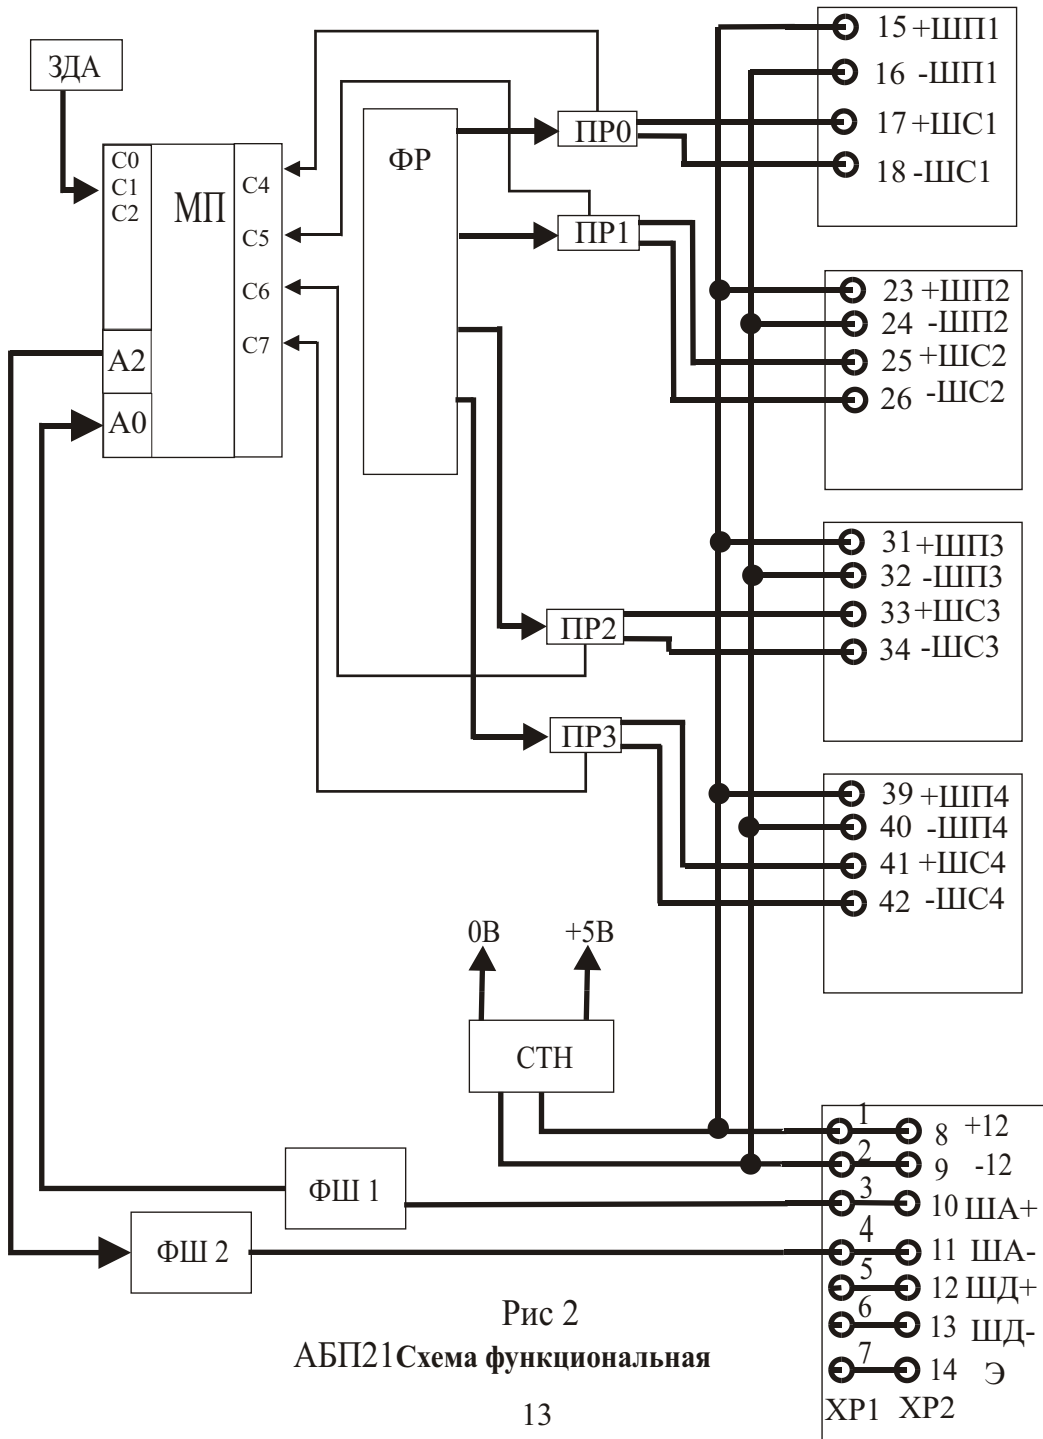 15 +ШП1
16 -ШП1
17 +ШС1
18 -ШС1
ЗДА
C0
C1
C2
МП
C4
C5
C6
C7
A2
A0
ФР
ПР0
ПР1
23 +ШП2
24 -ШП2
25 +ШС2
26 -ШС2
31 +ШП3
32 -ШП3
33 +ШС3
34 -ШС3
ПР2
ПР3
39 +ШП4
40 -ШП4
41 +ШС4
42 -ШС4
0В +5В
СТН
1 8 +12
2 9 -12
3 10 ША+
4 11 ША-
5 12 ШД+
6 13 ШД-
7 14 Э
ХР1 ХР2
ФШ 1
ФШ 2
Рис 2
АБП21Схема функциональная
13